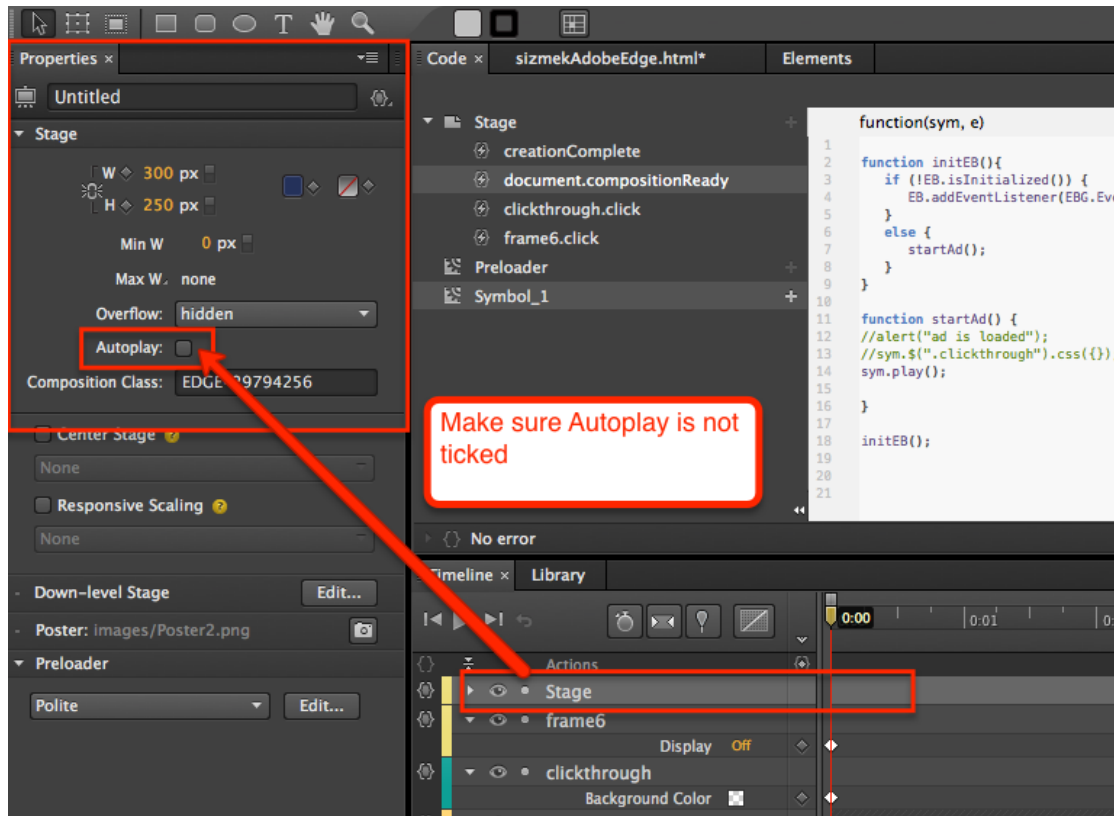 T
Properties ×
Untitled
Stage
W 300 px
H 250 px
Min W 0 px
Max W none
Overflow: hidden
Autoplay:
Composition Class:
Center Stage ?
None
Responsive Scaling ?
None
Down-level Stage Edit...
Poster: images/Poster2.png
Preloader
Polite Edit...
Code × sizmekAdobeEdge.html* Elements
Stage
creationComplete
document.compositionReady
clickthrough.click
frame6.click
Preloader
Symbol_1
function(sym, e)
1
2 function initEB(){
3 if (!EB.isInitialized()) {
4 EB.addEventListener(EBG.Eve
5 }
6 else {
7 startAd();
8 }
9 }
10
11 function startAd() {
12 //alert("ad is loaded");
13 //sym.$(".clickthrough").css({})
14 sym.play();
15
16 }
17
18 initEB();
19
20
21
Make sure Autoplay is not
ticked
{} No error
Timeline × Library
0:00 0:01
Actions
Stage
frame6
Display Off
clickthrough
Background Color